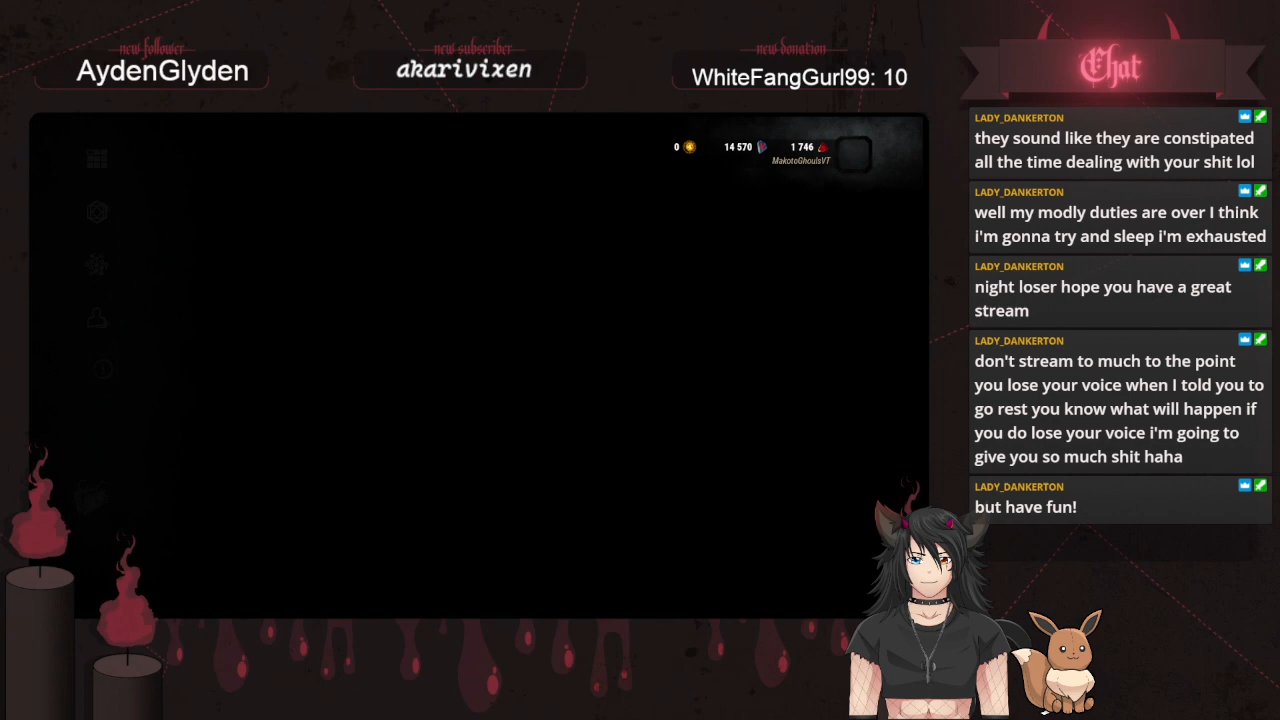 new follower
AydenGlyden
new subscriber
akarivixen
new donation
WhiteFangGurl99: 10
0
14 570
1 746
MakotoGhoulsVT
Chat
LADY_DANKERTON
they sound like they are constipated
all the time dealing with your shit lol
LADY_DANKERTON
well my modly duties are over I think
i'm gonna try and sleep i'm exhausted
LADY_DANKERTON
night loser hope you have a great
stream
LADY_DANKERTON
don't stream to much to the point
you lose your voice when I told you to
go rest you know what will happen if
you do lose your voice i'm going to
give you so much shit haha
LADY_DANKERTON
but have fun!